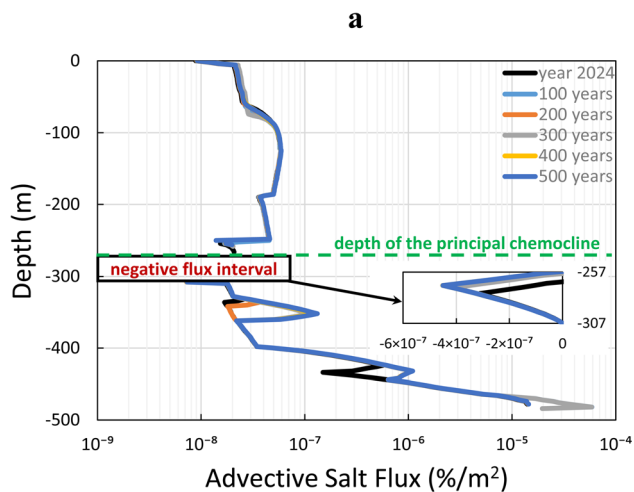 a
0
-100
-200
-300
-400
-500
Depth (m)
year 2024
100 years
200 years
300 years
400 years
500 years
depth of the principal chemocline
negative flux interval
-257
-307
-6×10⁻⁷ -4×10⁻⁷ -2×10⁻⁷ 0
10⁻⁹ 10⁻⁸ 10⁻⁷ 10⁻⁶ 10⁻⁵ 10⁻⁴
Advective Salt Flux (%/m²)